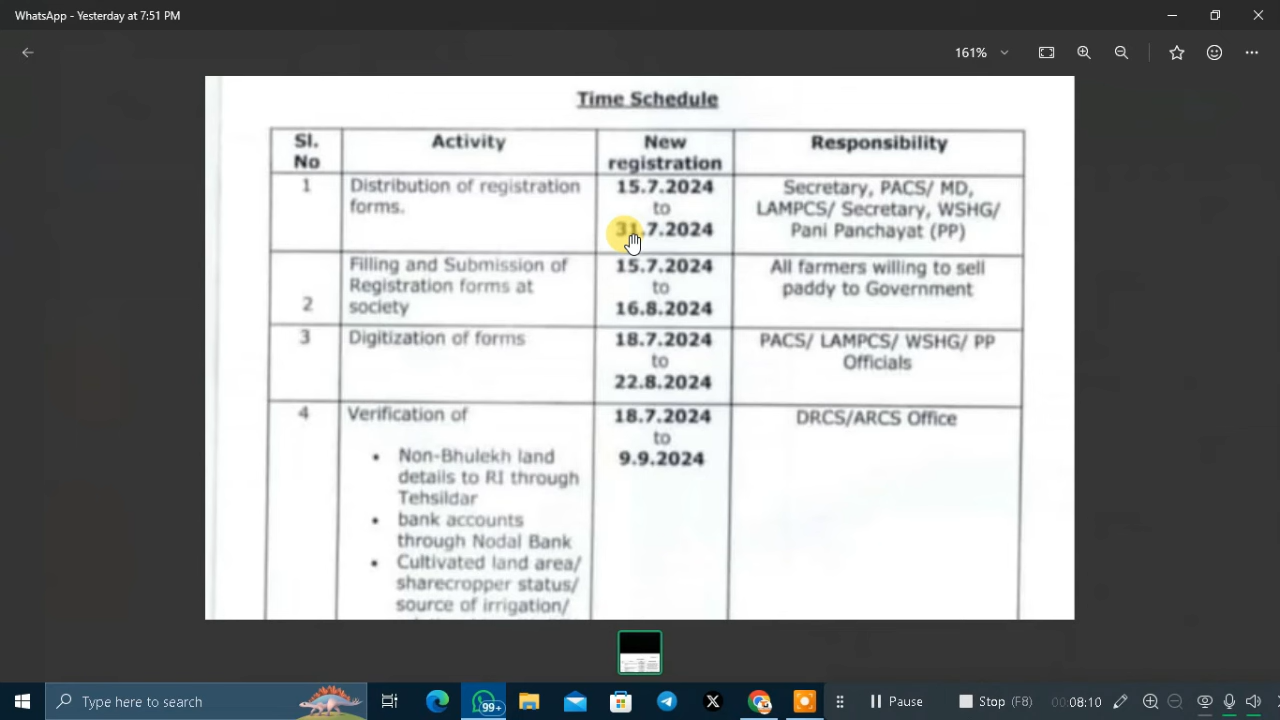 WhatsApp - Yesterday at 7:51 PM
161%
Time Schedule
Sl. No
Activity
New registration
Responsibility
1
Distribution of registration
forms.
15.7.2024
to
31.7.2024
Secretary, PACS/ MD,
LAMPCS/ Secretary, WSHG/
Pani Panchayat (PP)
2
Filling and Submission of
Registration forms at
society
15.7.2024
to
16.8.2024
All farmers willing to sell
paddy to Government
3
Digitization of forms
18.7.2024
to
22.8.2024
PACS/ LAMPCS/ WSHG/ PP
Officials
4
Verification of
• Non-Bhulekh land
details to RI through
Tehsildar
• bank accounts
through Nodal Bank
• Cultivated land area/
sharecropper status/
source of irrigation/
18.7.2024
to
9.9.2024
DRCS/ARCS Office
Type here to search
99+
Pause
Stop (F8)
00:08:10